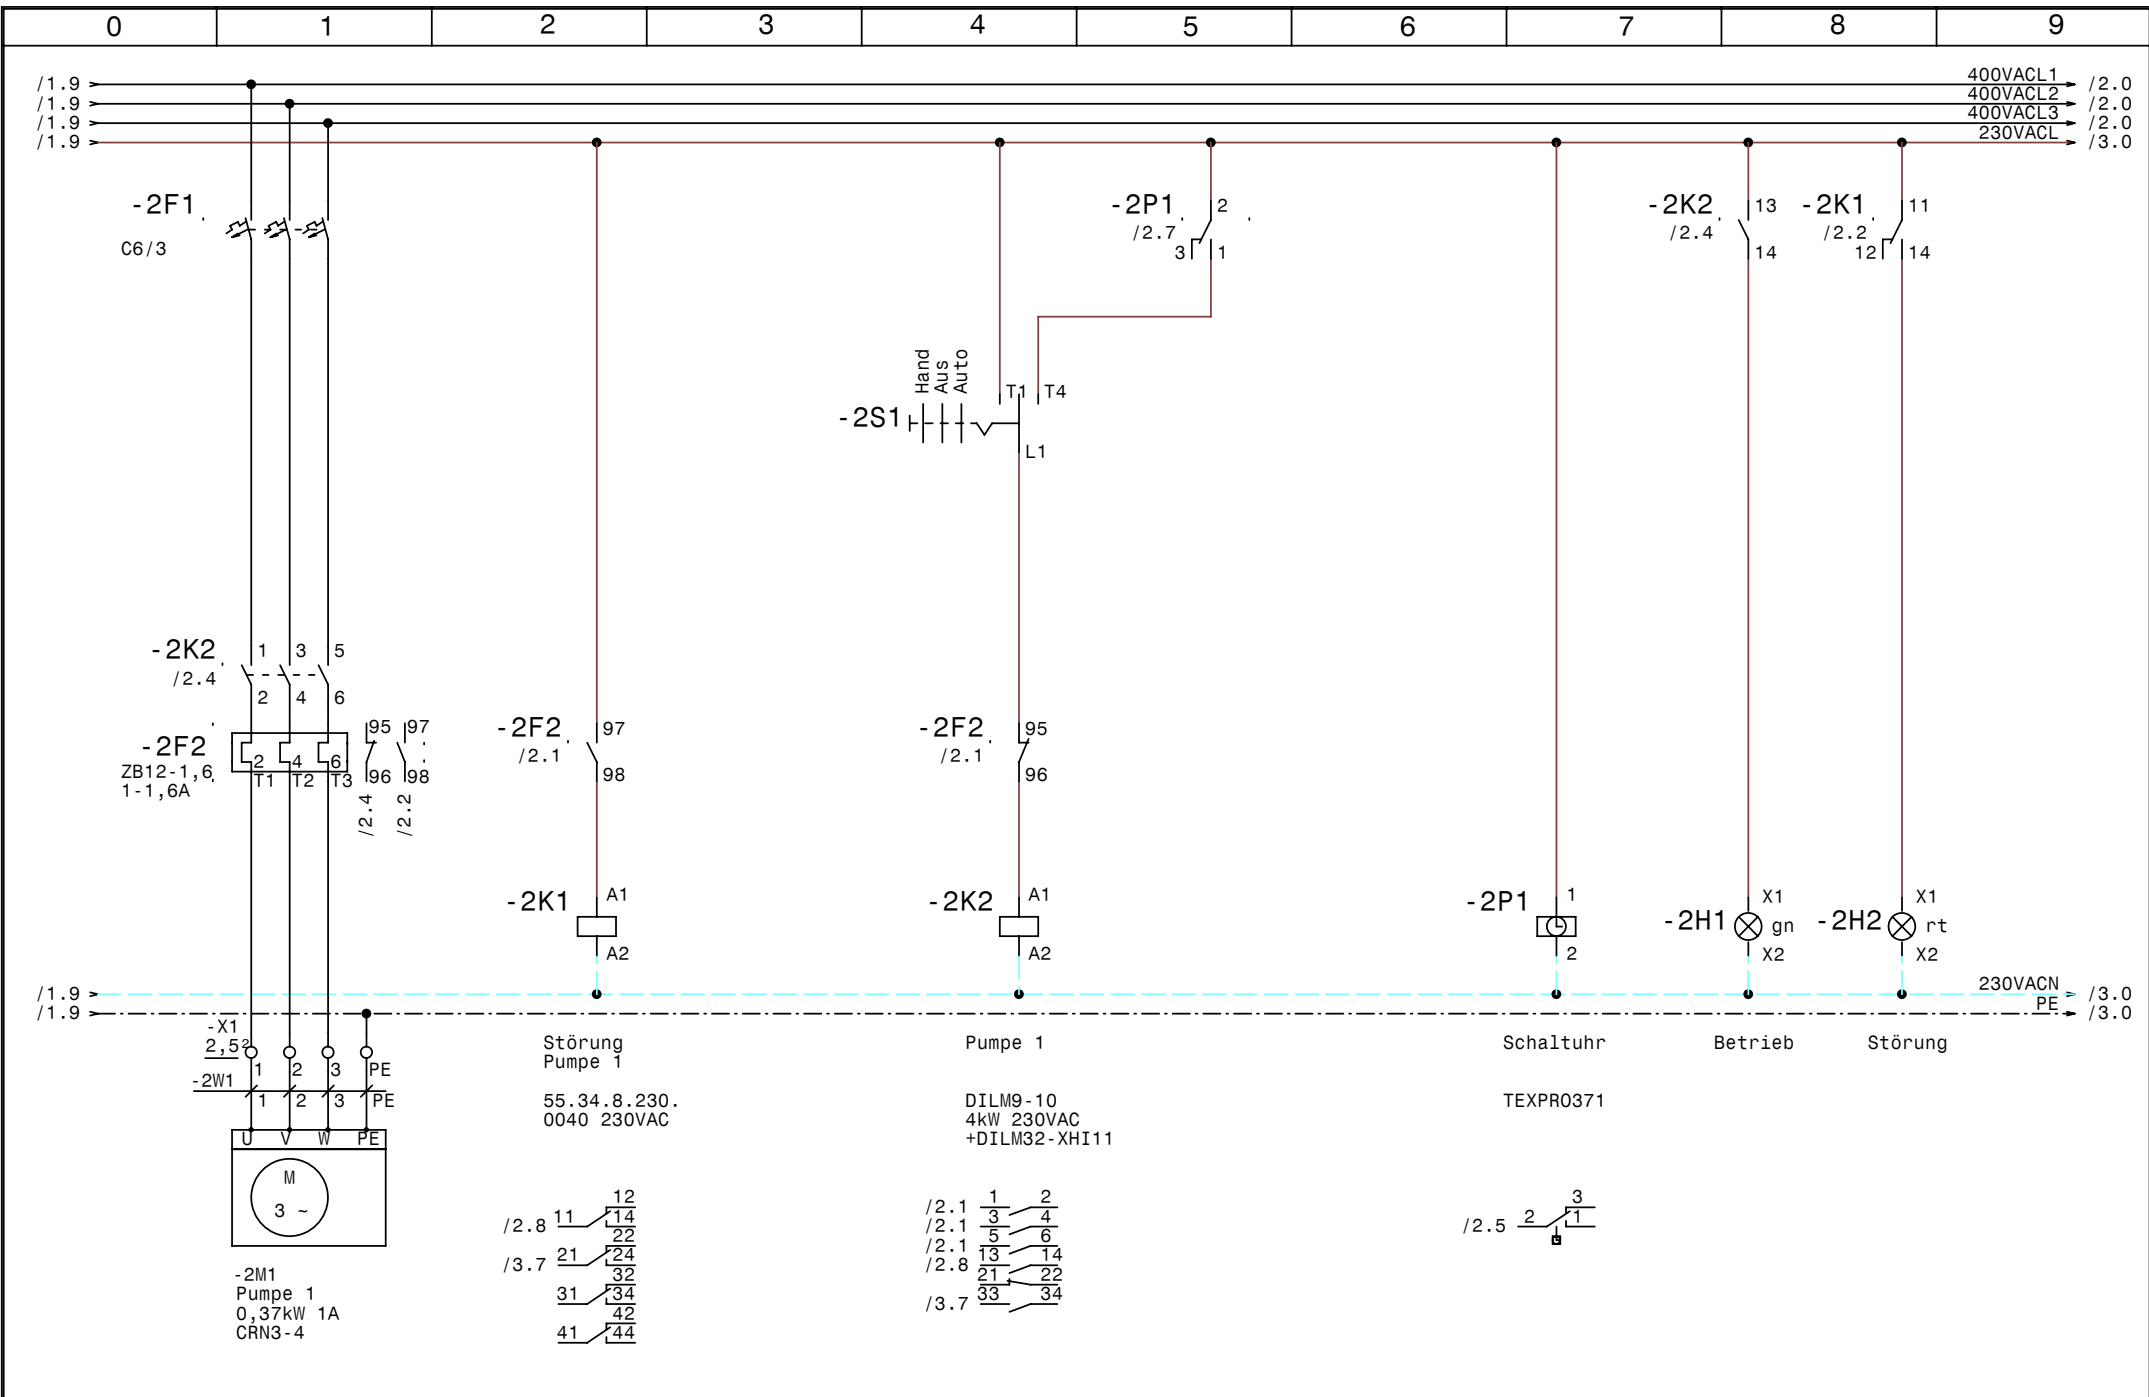 0 1 2 3 4 5 6 7 8 9
/1.9 400VACL1 /2.0
/1.9 400VACL2 /2.0
/1.9 400VACL3 /2.0
/1.9 230VACL /3.0
-2F1
C6/3
-2P1 2
/2.7
3 1
-2K2 13
/2.4
14
-2K1 11
/2.2
12 14
Hand
Aus
Auto
T1 T4
-2S1
L1
-2K2 1 3 5
/2.4
2 4 6
-2F2
ZB12-1,6
1-1,6A
2 4 6
T1 T2 T3
95 97
96 98
/2.4
/2.2
-2F2 97
/2.1
98
-2F2 95
/2.1
96
-2K1 A1
A2
-2K2 A1
A2
-2P1 1
2
-2H1 X1
gn
X2
-2H2 X1
rt
X2
/1.9 230VACN /3.0
/1.9 PE /3.0
-X1
2,5²
1 2 3 PE
-2W1
1 2 3 PE
U V W PE
M
3 ~
-2M1
Pumpe 1
0,37kW 1A
CRN3-4
Störung
Pumpe 1
55.34.8.230.
0040 230VAC
12
/2.8 11 14
22
/3.7 21 24
32
31 34
42
41 44
Pumpe 1
DILM9-10
4kW 230VAC
+DILM32-XHI11
/2.1 1 2
/2.1 3 4
/2.1 5 6
/2.8 13 14
21 22
/3.7 33 34
Schaltuhr
TEXPRO371
3
/2.5 2 1
Betrieb
Störung